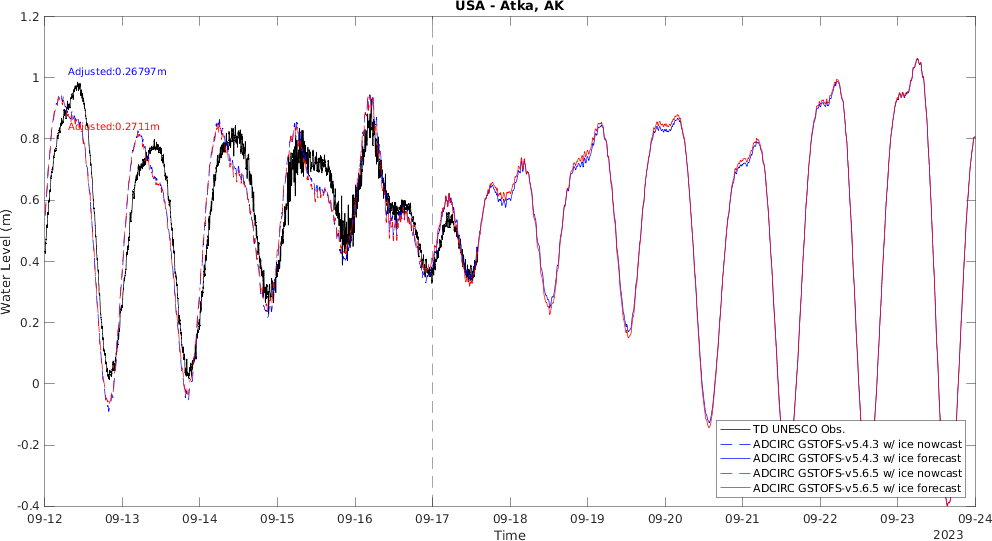 USA - Atka, AK
1.2
1
0.8
0.6
0.4
0.2
0
-0.2
-0.4
Water Level (m)
Adjusted:0.26797m
Adjusted:0.2711m
TD UNESCO Obs.
ADCIRC GSTOFS-v5.4.3 w/ ice nowcast
ADCIRC GSTOFS-v5.4.3 w/ ice forecast
ADCIRC GSTOFS-v5.6.5 w/ ice nowcast
ADCIRC GSTOFS-v5.6.5 w/ ice forecast
09-12 09-13 09-14 09-15 09-16 09-17 09-18 09-19 09-20 09-21 09-22 09-23 09-24
Time
2023